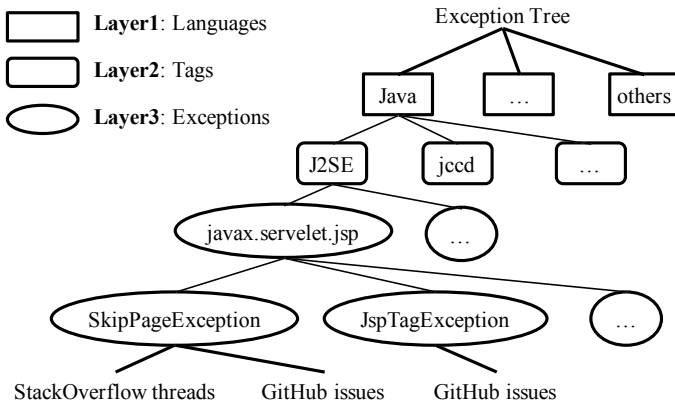 Exception Tree
Layer1: Languages
Layer2: Tags
Layer3: Exceptions
Java
...
others
J2SE
jccd
...
javax.servelet.jsp
...
SkipPageException
JspTagException
...
StackOverflow threads
GitHub issues
GitHub issues